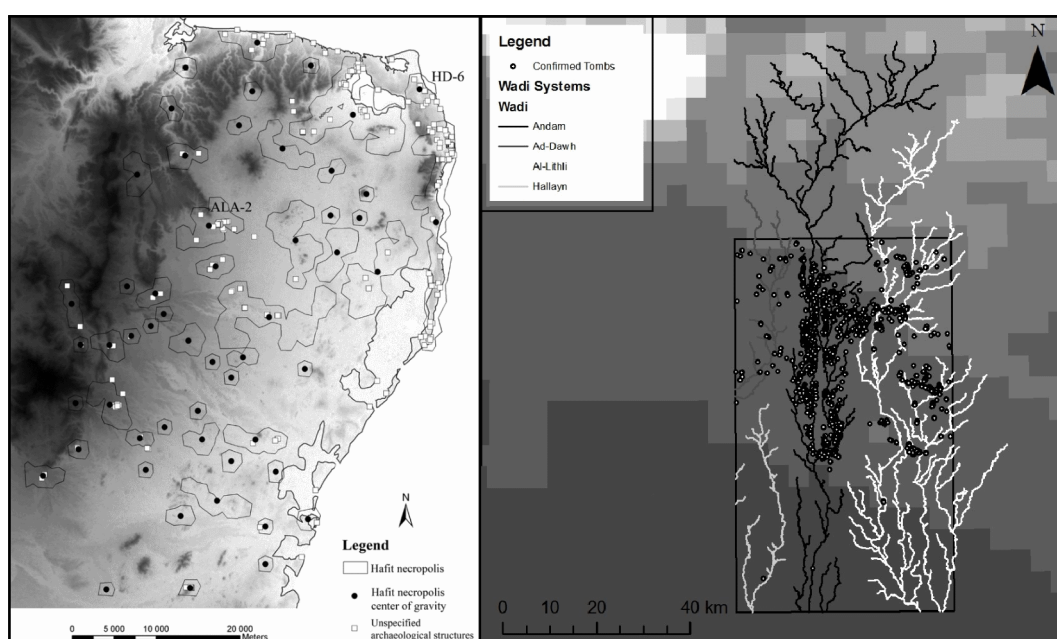 HD-6
ALA-2
N
Legend
Hafit necropolis
Hafit necropolis
center of gravity
Unspecified
archaeological structures
0 5 000 10 000 20 000
Meters
Legend
Confirmed Tombs
Wadi Systems
Wadi
Andam
Ad-Dawh
Al-Lithli
Hallayn
N
0 10 20 40 km